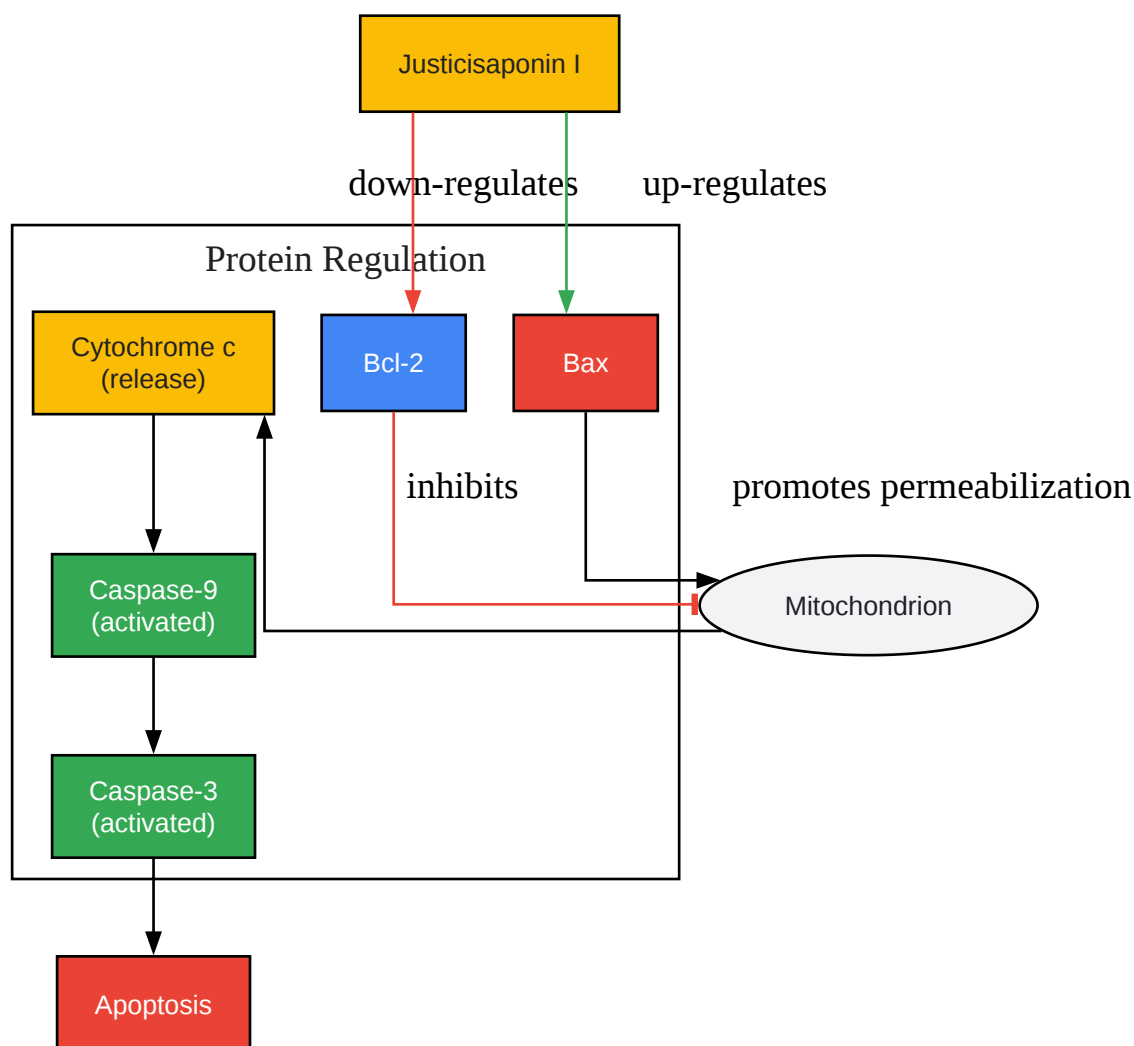 Justicisaponin I
down-regulates
up-regulates
Protein Regulation
Cytochrome c
(release)
Bcl-2
Bax
inhibits
promotes permeabilization
Caspase-9
(activated)
Mitochondrion
Caspase-3
(activated)
Apoptosis